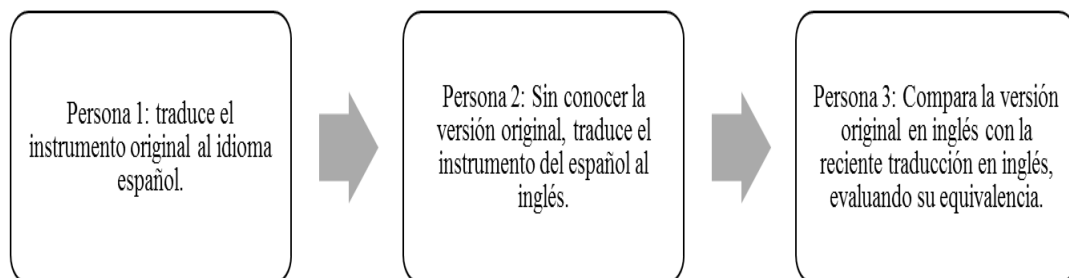 Persona 1: traduce el
instrumento original al idioma
español.
Persona 2: Sin conocer la
versión original, traduce el
instrumento del español al
inglés.
Persona 3: Compara la versión
original en inglés con la
reciente traducción en inglés,
evaluando su equivalencia.